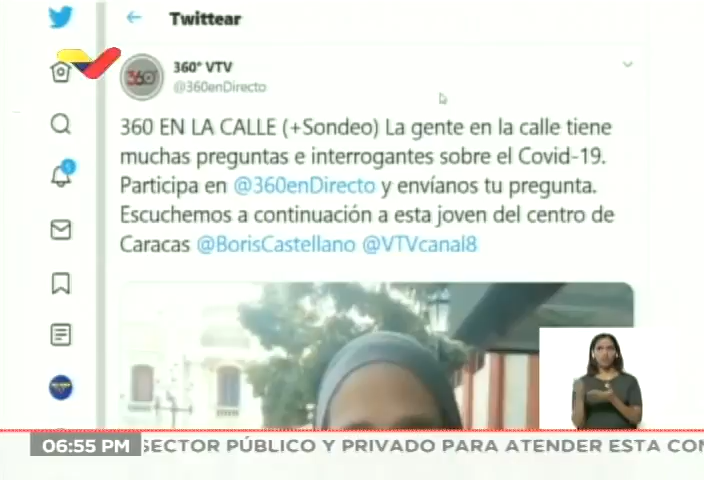 Twittear
360° VTV
@360enDirecto
360 EN LA CALLE (+Sondeo) La gente en la calle tiene
muchas preguntas e interrogantes sobre el Covid-19.
Participa en @360enDirecto y envíanos tu pregunta.
Escuchemos a continuación a esta joven del centro de
Caracas @BorisCastellano @VTVcanal8
06:55 PM SECTOR PÚBLICO Y PRIVADO PARA ATENDER ESTA CON